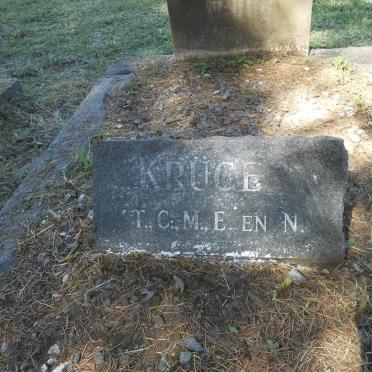 KRUGE
T., C., M., E. EN N